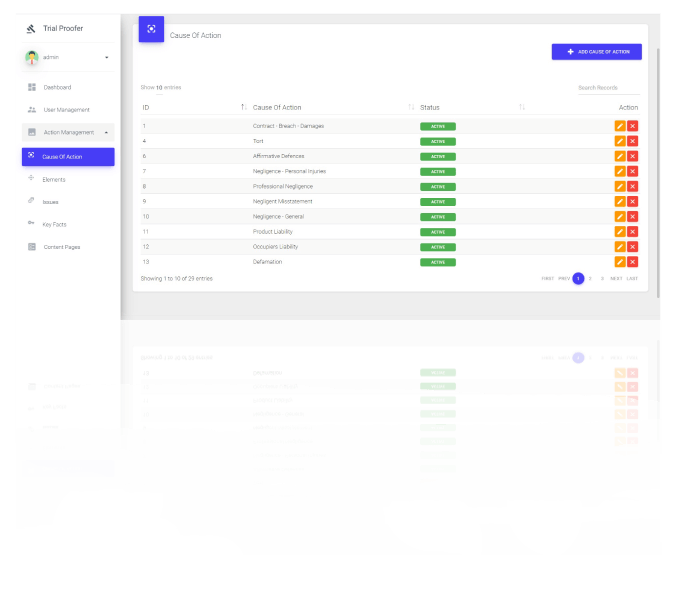 Trial Proofer
admin
Dashboard
User Management
Action Management
Cause Of Action
Elements
Issues
Key Facts
Content Pages
Cause Of Action
ADD CAUSE OF ACTION
Show 10 entries
Search Records
ID Cause Of Action Status Action
1 Contract - Breach - Damages ACTIVE
4 Tort ACTIVE
6 Affirmative Defences ACTIVE
7 Negligence - Personal Injuries ACTIVE
8 Professional Negligence ACTIVE
9 Negligent Misstatement ACTIVE
10 Negligence - General ACTIVE
11 Product Liability ACTIVE
12 Occupiers Liability ACTIVE
13 Defamation ACTIVE
Showing 1 to 10 of 29 entries
FIRST PREV 1 2 3 NEXT LAST